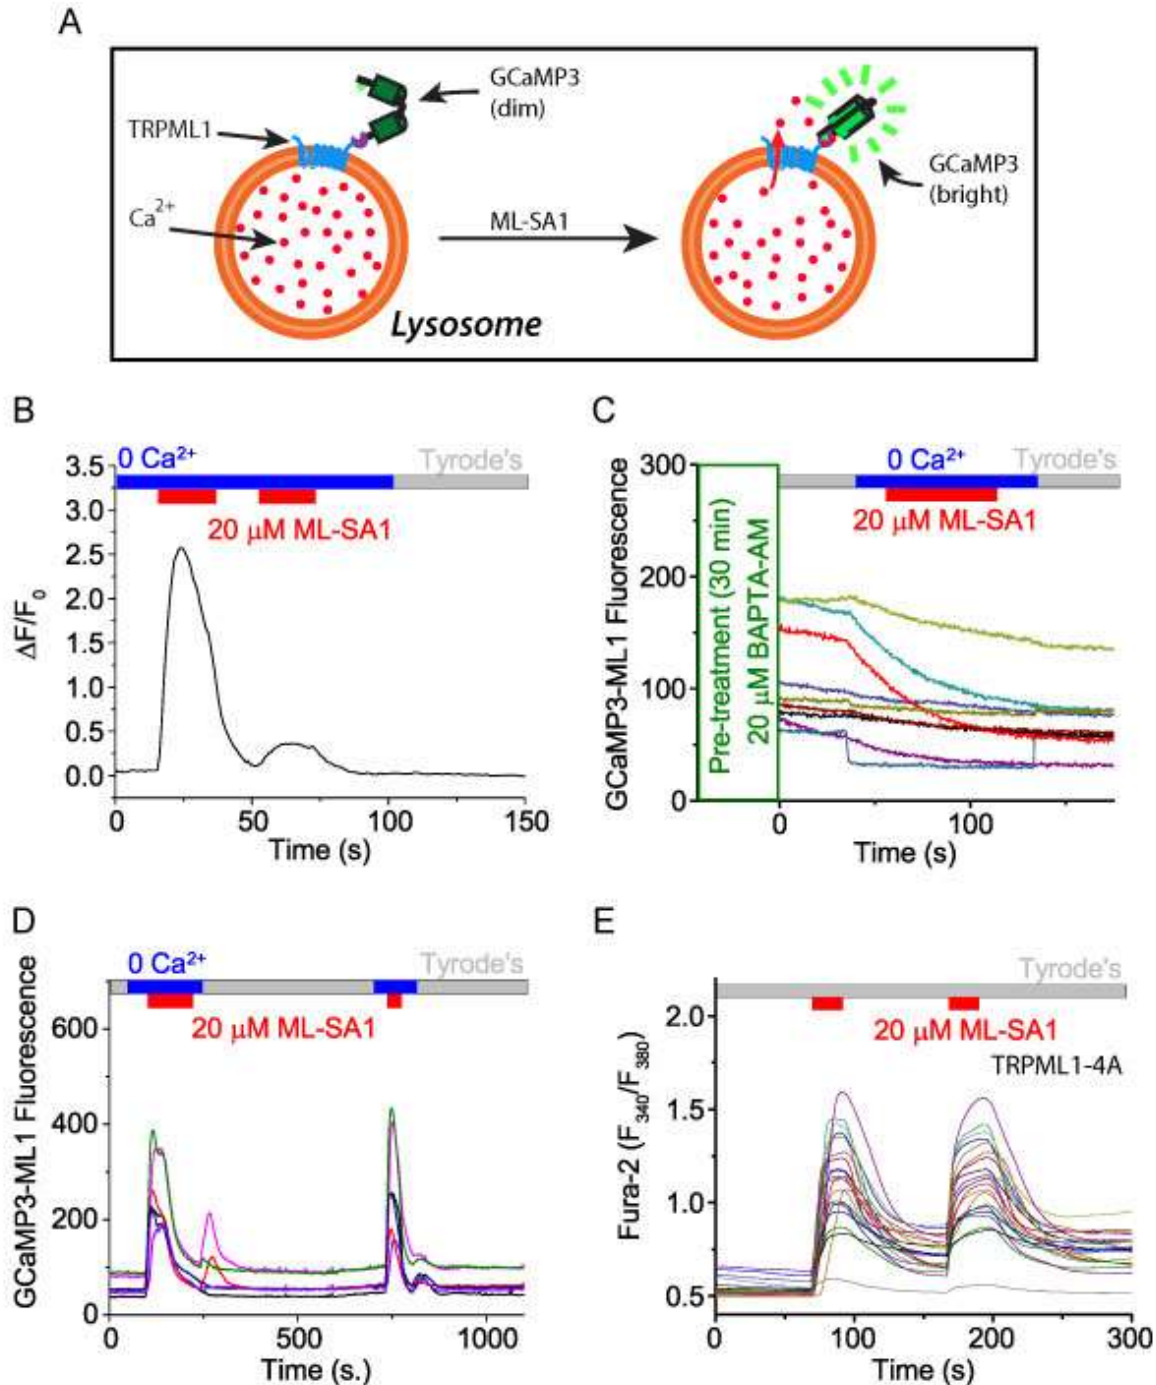 A
GCaMP3
(dim)
TRPML1
Ca²⁺
ML-SA1
GCaMP3
(bright)
Lysosome
B
0 Ca²⁺
Tyrode's
20 μM ML-SA1
ΔF/F₀
3.5
3.0
2.5
2.0
1.5
1.0
0.5
0.0
0
50
100
150
Time (s)
C
0 Ca²⁺
Tyrode's
20 μM ML-SA1
Pre-treatment (30 min)
20 μM BAPTA-AM
GCaMP3-ML1 Fluorescence
300
200
100
0
0
100
Time (s)
D
0 Ca²⁺
Tyrode's
20 μM ML-SA1
GCaMP3-ML1 Fluorescence
600
400
200
0
0
500
1000
Time (s.)
E
Tyrode's
20 μM ML-SA1
TRPML1-4A
Fura-2 (F₃₄₀/F₃₈₀)
2.0
1.5
1.0
0.5
0
100
200
300
Time (s)